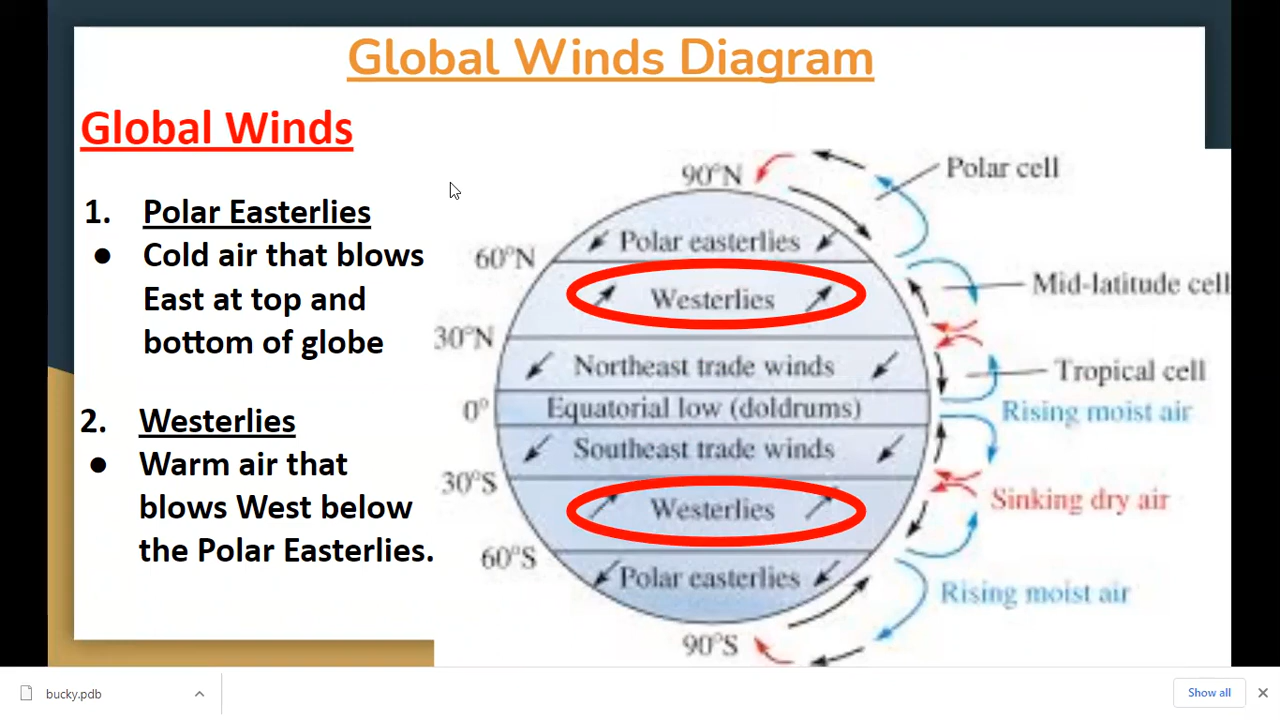 Global Winds Diagram
Global Winds
1. Polar Easterlies
● Cold air that blows
East at top and
bottom of globe
2. Westerlies
● Warm air that
blows West below
the Polar Easterlies.
90°N
Polar cell
60°N
Polar easterlies
Westerlies
Mid-latitude cell
30°N
Northeast trade winds
Tropical cell
0°
Equatorial low (doldrums)
Rising moist air
Southeast trade winds
30°S
Westerlies
Sinking dry air
60°S
Polar easterlies
Rising moist air
90°S
bucky.pdb
Show all